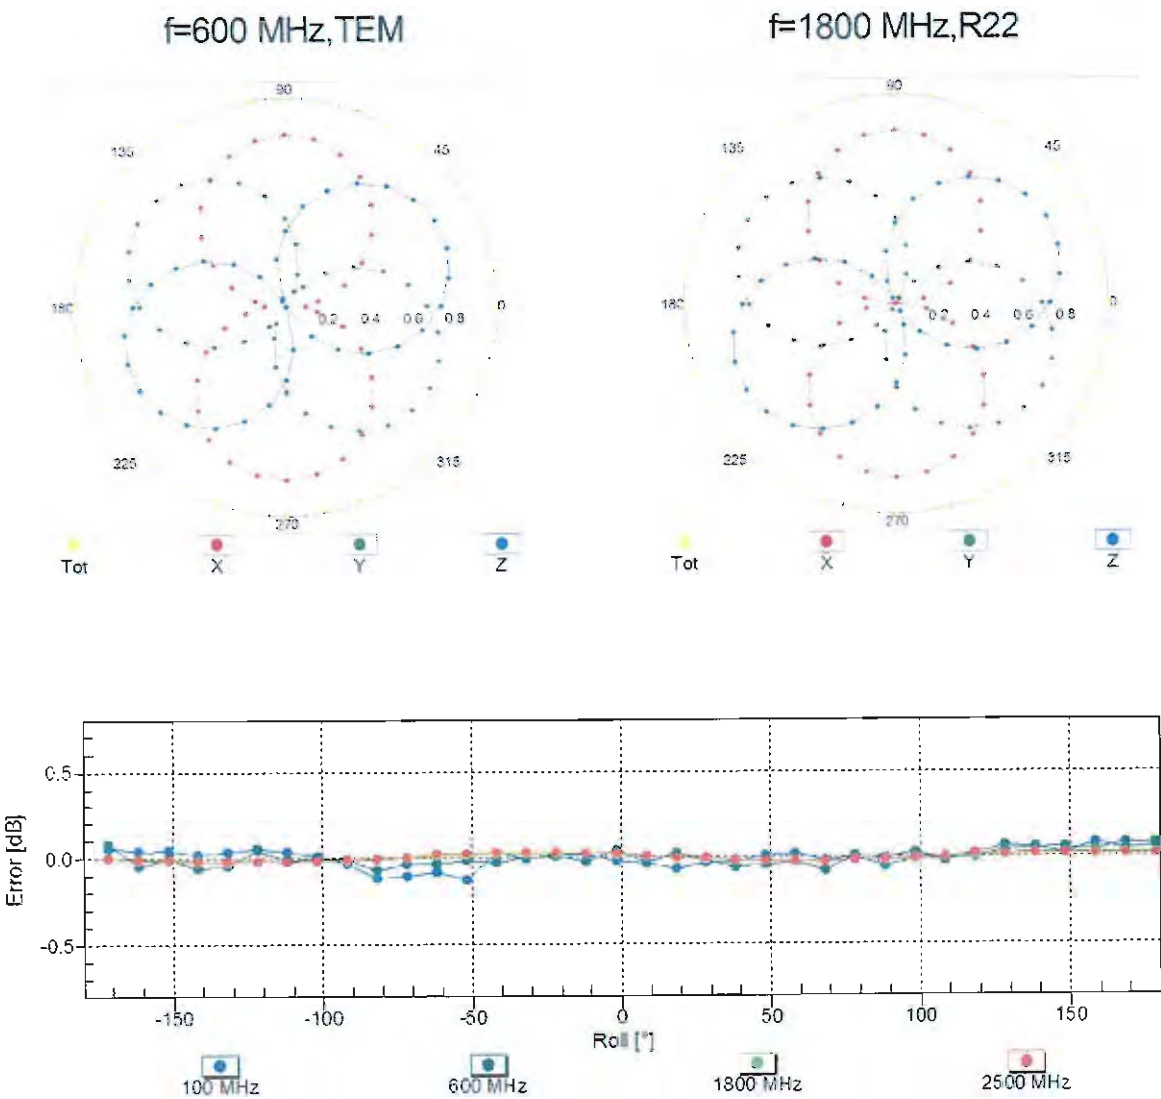 f=600 MHz,TEM
f=1800 MHz,R22
90
135
45
180
0.2 0.4 0.6 0.8
0
225
315
270
Tot X Y Z
90
135
45
180
0.2 0.4 0.6 0.8
0
225
315
270
Tot X Y Z
Error [dB]
0.5
0.0
-0.5
-150 -100 -50 0 50 100 150
Roll [°]
100 MHz 600 MHz 1800 MHz 2500 MHz